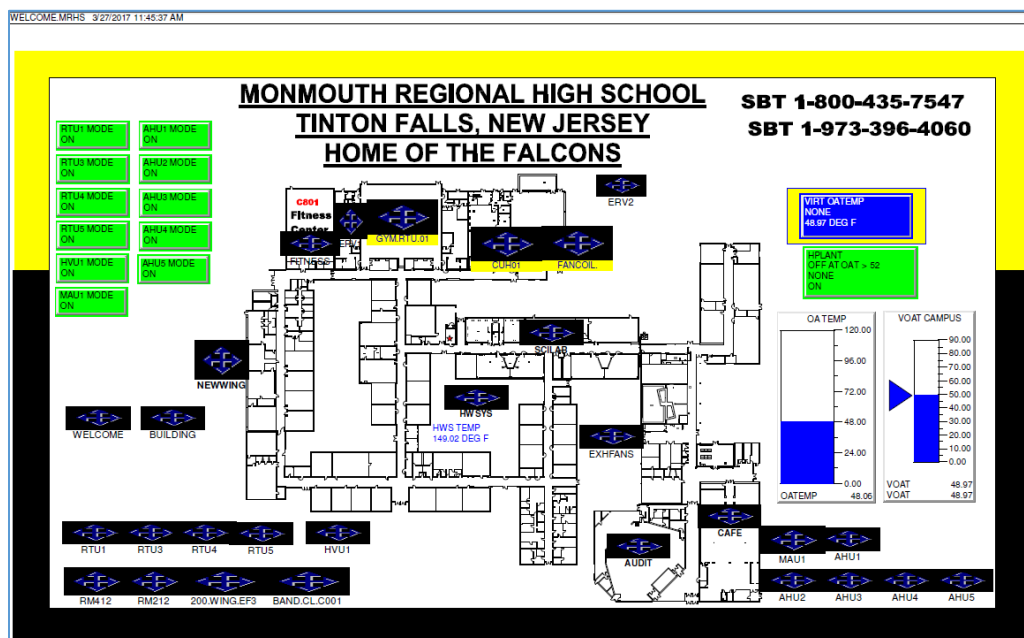 WELCOME.MRHS 3/27/2017 11:45:37 AM
MONMOUTH REGIONAL HIGH SCHOOL
TINTON FALLS, NEW JERSEY
HOME OF THE FALCONS
SBT 1-800-435-7547
SBT 1-973-396-4060
RTU1 MODE
ON
AHU1 MODE
ON
RTU3 MODE
ON
AHU2 MODE
ON
RTU4 MODE
ON
AHU3 MODE
ON
RTU5 MODE
ON
AHU4 MODE
ON
HVU1 MODE
ON
AHU5 MODE
ON
MAU1 MODE
ON
C801
Fitness
Center
FITNESS
GYM.RTU.01
CUH01
FANCOIL.
ERV2
VIRT OATEMP
NONE
48.97 DEG F
HPLANT
OFF AT OAT > 52
NONE
ON
OATEMP
120.00
96.00
72.00
48.00
24.00
0.00
OATEMP 48.06
VOAT CAMPUS
90.00
80.00
70.00
60.00
50.00
40.00
30.00
20.00
10.00
0.00
VOAT 48.97
VOAT 48.97
SCILAB
NEWWING
HWSYS
HWS TEMP
149.02 DEG F
WELCOME
BUILDING
EXHFANS
CAFE
AUDIT
RTU1
RTU3
RTU4
RTU5
HVU1
MAU1
AHU1
RM412
RM212
200.WING.EF3
BAND.CL.C001
AHU2
AHU3
AHU4
AHU5